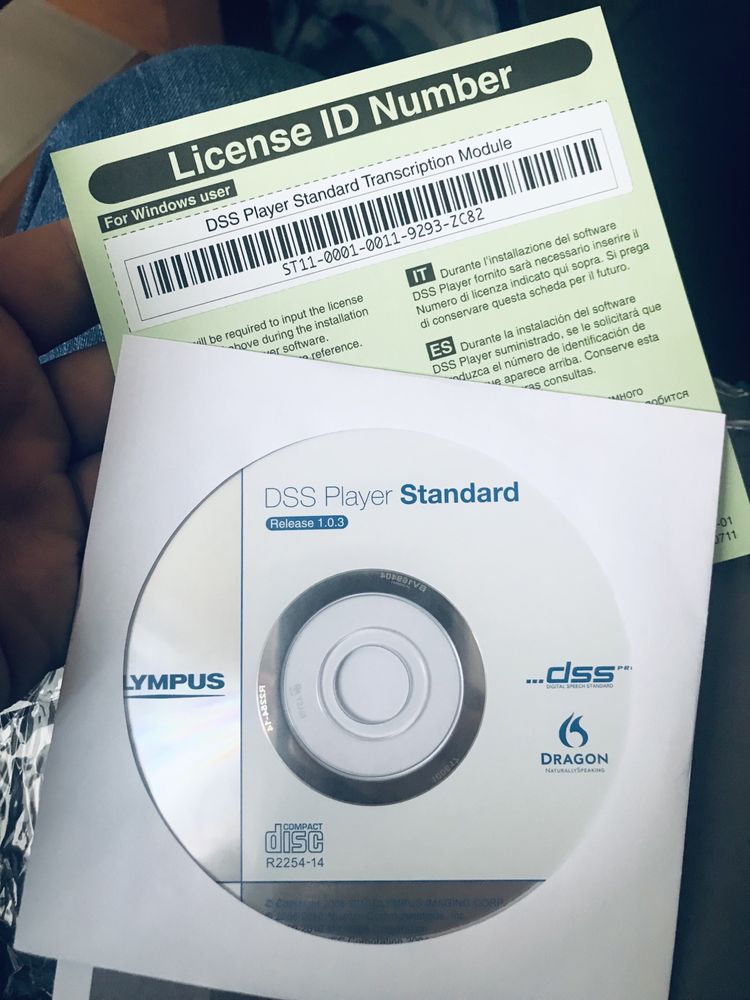 License ID Number
For Windows user
DSS Player Standard Transcription Module
ST11-0001-0011-9293-ZC82
will be required to input the license
above during the installation
software.
reference.
IT Durante l'installazione del software
DSS Player fornito sarà necessario inserire il
Numero di licenza indicato qui sopra. Si prega
di conservare questa scheda per il futuro.
ES Durante la instalación del software
DSS Player suministrado, se le solicitará que
produzca el número de identificación de
que aparece arriba. Conserve esta
ras consultas.
DSS Player Standard
Release 1.0.3
LYMPUS
...dss PR
DIGITAL SPEECH STANDARD
DRAGON
NATURALLYSPEAKING
COMPACT
disc
R2254-14
-01
0711